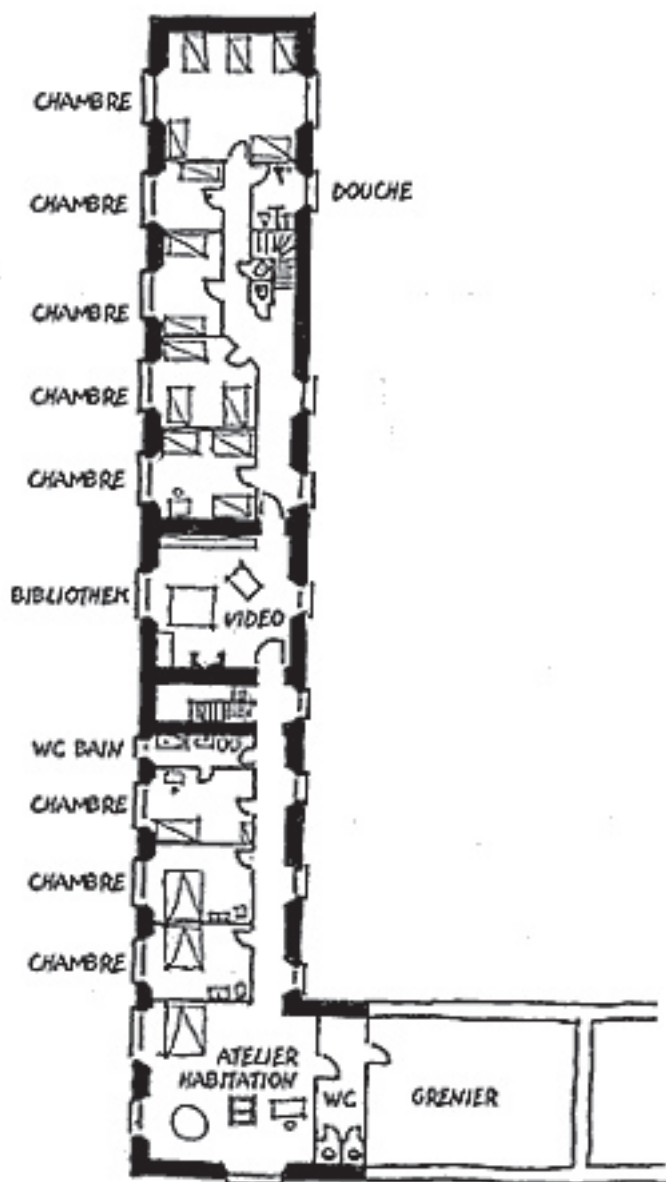 CHAMBRE
CHAMBRE
DOUCHE
CHAMBRE
CHAMBRE
CHAMBRE
BIBLIOTHEK
VIDEO
WC BAIN
CHAMBRE
CHAMBRE
CHAMBRE
ATELIER
HABITATION
WC
GRENIER